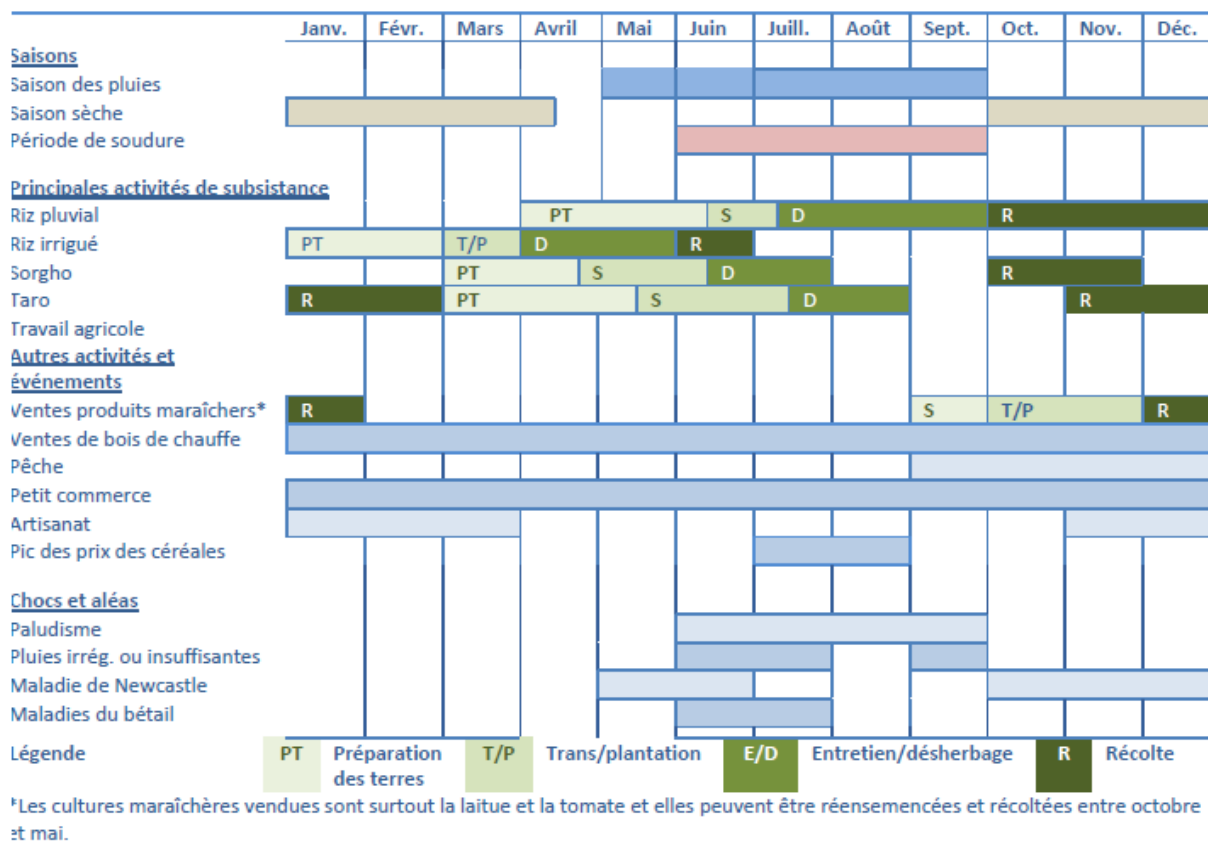 Janv. Févr. Mars Avril Mai Juin Juill. Août Sept. Oct. Nov. Déc.
Saisons
Saison des pluies
Saison sèche
Période de soudure
Principales activités de subsistance
Riz pluvial PT S D R
Riz irrigué PT T/P D R
Sorgho PT S D R
Taro R PT S D R
Travail agricole
Autres activités et
événements
Ventes produits maraîchers* R S T/P R
Ventes de bois de chauffe
Pêche
Petit commerce
Artisanat
Pic des prix des céréales
Chocs et aléas
Paludisme
Pluies irrég. ou insuffisantes
Maladie de Newcastle
Maladies du bétail
Légende PT Préparation T/P Trans/plantation E/D Entretien/désherbage R Récolte
des terres
*Les cultures maraîchères vendues sont surtout la laitue et la tomate et elles peuvent être réensemencées et récoltées entre octobre
et mai.